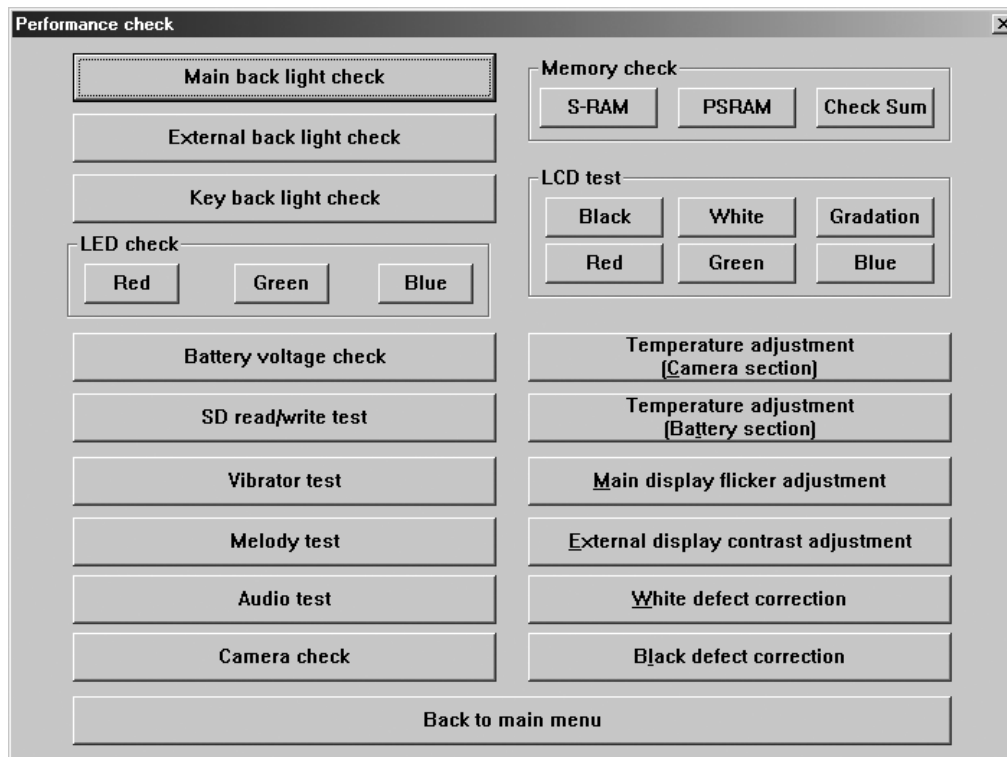 Performance check
Main back light check
External back light check
Key back light check
LED check
Red Green Blue
Battery voltage check
SD read/write test
Vibrator test
Melody test
Audio test
Camera check
Memory check
S-RAM PSRAM Check Sum
LCD test
Black White Gradation
Red Green Blue
Temperature adjustment
(Camera section)
Temperature adjustment
(Battery section)
Main display flicker adjustment
External display contrast adjustment
White defect correction
Black defect correction
Back to main menu